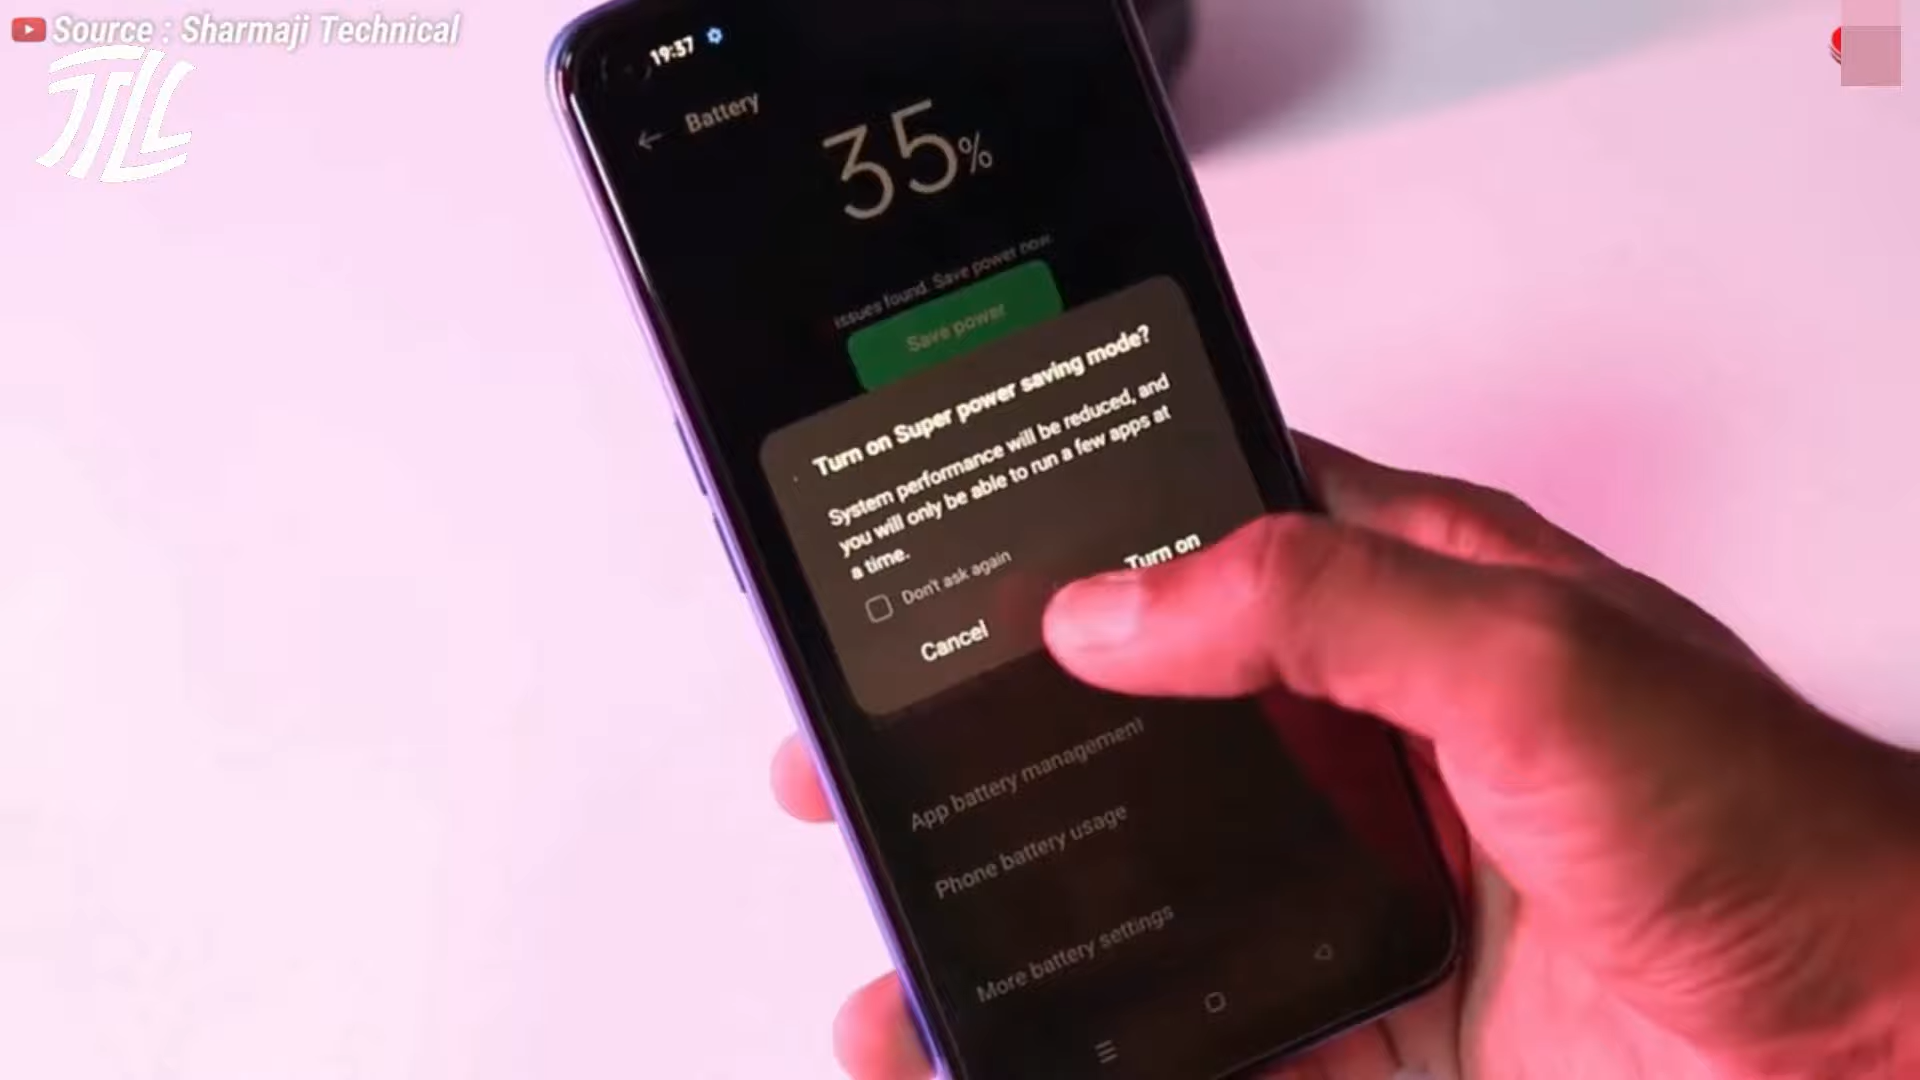 Source : Sharmaji Technical
19:37
Battery
35%
issues found. Save power now.
Save power
Turn on Super power saving mode?
System performance will be reduced, and
you will only be able to run a few apps at
a time.
Don't ask again
Cancel
Turn on
App battery management
Phone battery usage
More battery settings